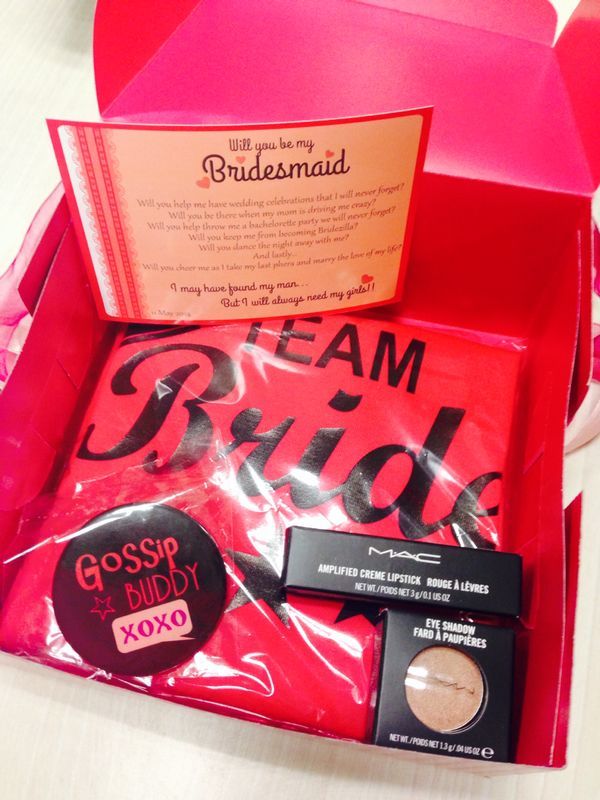 Will you be my
Bridesmaid
Will you help me have wedding celebrations that I will never forget?
Will you be there when my mom is driving me crazy?
Will you help throw me a bachelorette party we will never forget?
Will you keep me from becoming Bridezilla?
Will you dance the night away with me?
And lastly...
Will you cheer me as I take my last phera and marry the love of my life?
I may have found my man...
But I will always need my girls!!
11 May 2014
TEAM
Bride
GOSSIP
BUDDY
XOXO
MAC
AMPLIFIED CREME LIPSTICK ROUGE À LÈVRES
NET WT./POIDS NET 3 g/0.1 US OZ
EYE SHADOW
FARD À PAUPIÈRES
MAC
NET WT./POIDS NET 1.3 g/.04 US OZ e